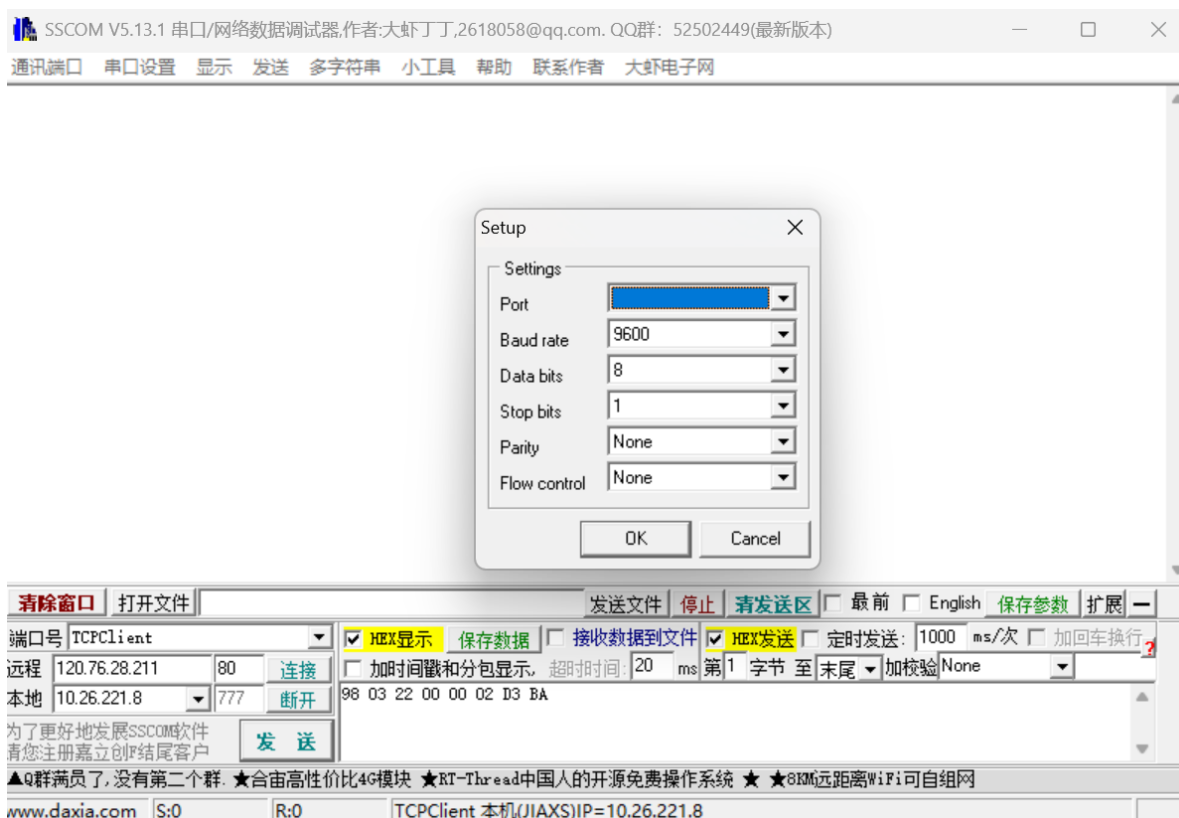 SSCOM V5.13.1 串口/网络数据调试器,作者:大虾丁丁,2618058@qq.com. QQ群：52502449(最新版本)
通讯端口 串口设置 显示 发送 多字符串 小工具 帮助 联系作者 大虾电子网
Setup
Settings
Port
Baud rate 9600
Data bits 8
Stop bits 1
Parity None
Flow control None
OK Cancel
清除窗口 打开文件 发送文件 停止 清发送区 最前 English 保存参数 扩展 —
端口号 TCPClient HEX显示 保存数据 接收数据到文件 HEX发送 定时发送: 1000 ms/次 加回车换行 ?
远程 120.76.28.211 80 连接 加时间戳和分包显示, 超时时间: 20 ms 第1 字节 至 末尾 加校验 None
本地 10.26.221.8 777 断开 98 03 22 00 00 02 D3 BA
为了更好地发展SSCOM软件
请您注册嘉立创F结尾客户
发 送
▲Q群满员了,没有第二个群. ★合宙高性价比4G模块 ★RT-Thread中国人的开源免费操作系统 ★ ★8KM远距离WiFi可自组网
www.daxia.com S:0 R:0 TCPClient 本机(JIAXS)IP=10.26.221.8